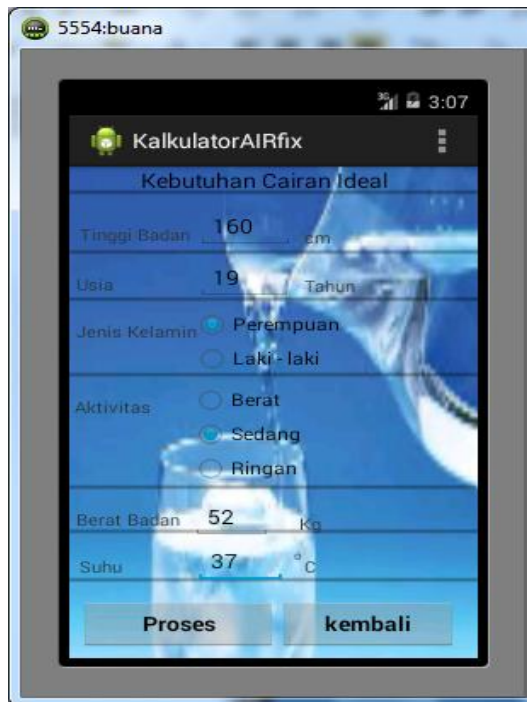 5554:buana
3G 3:07
KalkulatorAIRfix
Kebutuhan Cairan Ideal
Tinggi Badan 160 cm
Usia 19 Tahun
Jenis Kelamin Perempuan
Laki - laki
Aktivitas Berat
Sedang
Ringan
Berat Badan 52 Kg
Suhu 37 °C
Proses kembali